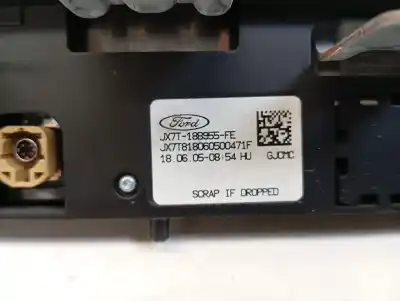 Ford
JX7T-18B955-FE
JX7T818060500471F
18 06.05-08:54 HU GJCMC
SCRAP IF DROPPED